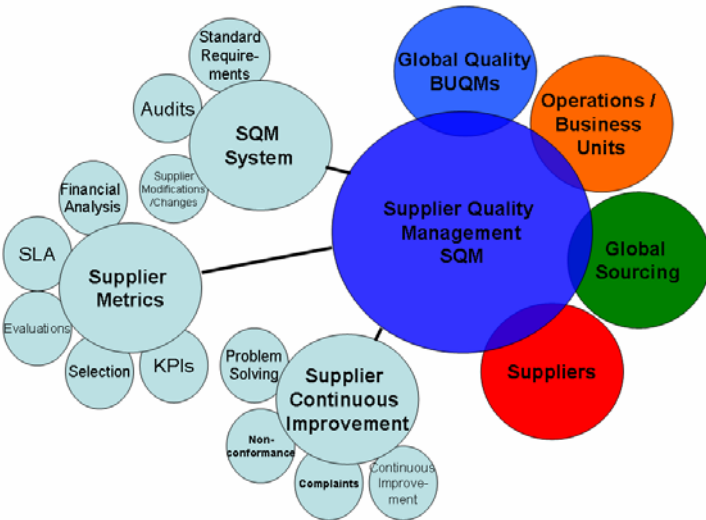 Standard
Require-
ments
Audits
SQM
System
Supplier
Modifications
/Changes
Global Quality
BUQMs
Operations /
Business
Units
Supplier Quality
Management
SQM
Global
Sourcing
Suppliers
Financial
Analysis
SLA
Supplier
Metrics
Evaluations
Selection
KPIs
Problem
Solving
Supplier
Continuous
Improvement
Non-
conformance
Complaints
Continuous
Improve-
ment